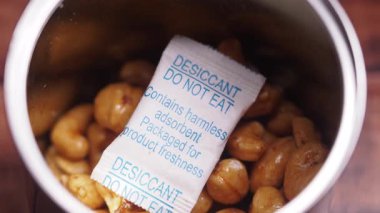 DESICCANT
DO NOT EAT
Contains harmless
adsorbent
Packaged for
product freshness
DESICCANT
DO NOT EAT